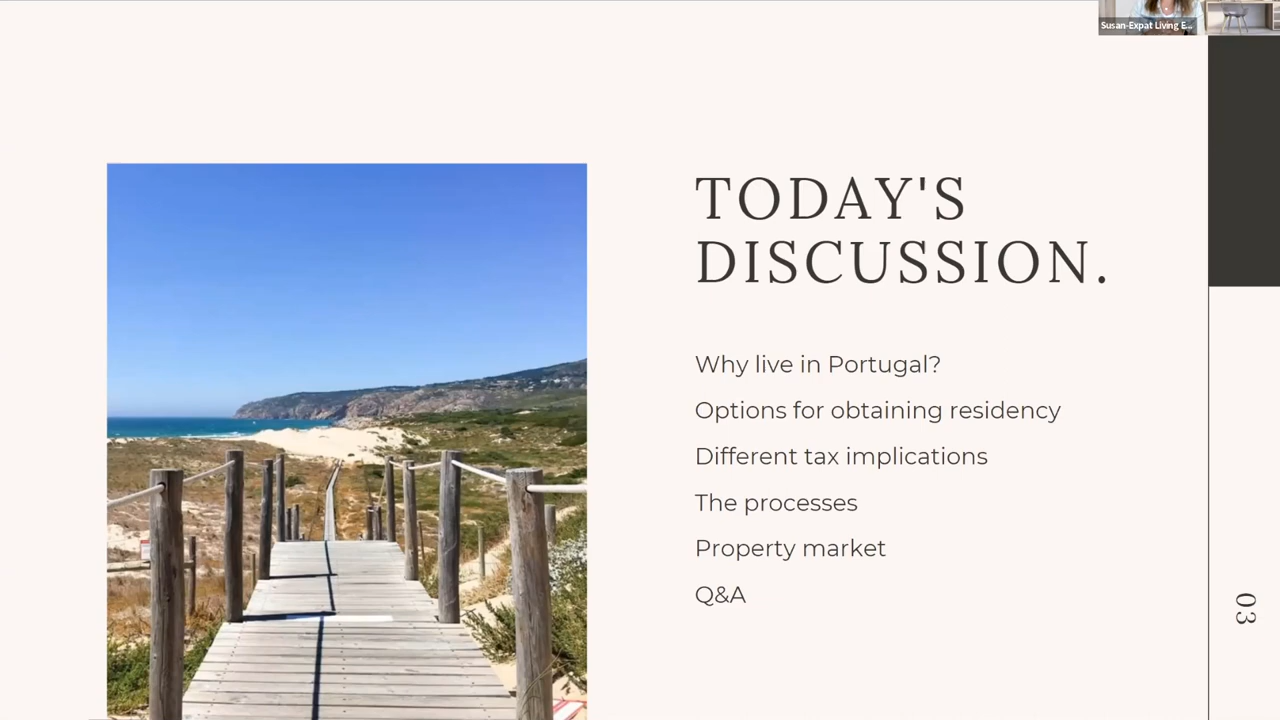 Susan-Expat Living E...
TODAY'S
DISCUSSION.
Why live in Portugal?
Options for obtaining residency
Different tax implications
The processes
Property market
Q&A
03